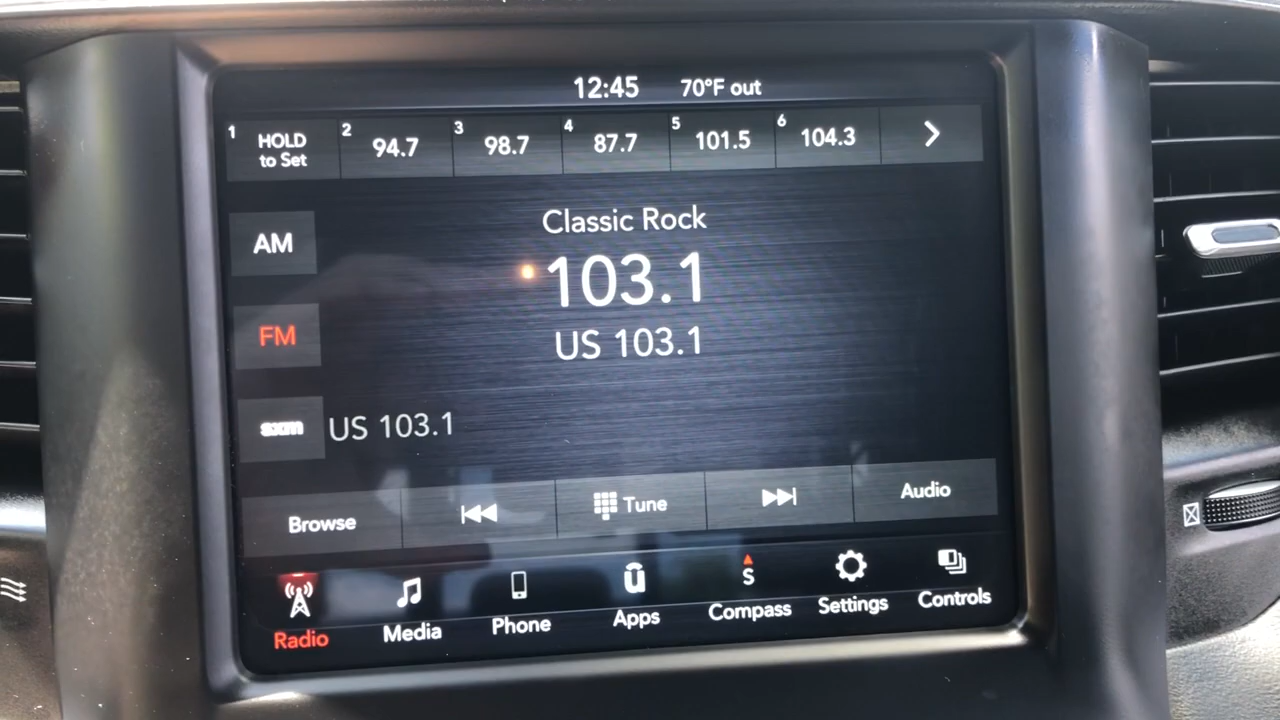 12:45 70°F out
1 HOLD to Set 2 94.7 3 98.7 4 87.7 5 101.5 6 104.3
Classic Rock
AM
103.1
FM
US 103.1
sxm US 103.1
Browse Tune Audio
S
Radio Media Phone Apps Compass Settings Controls